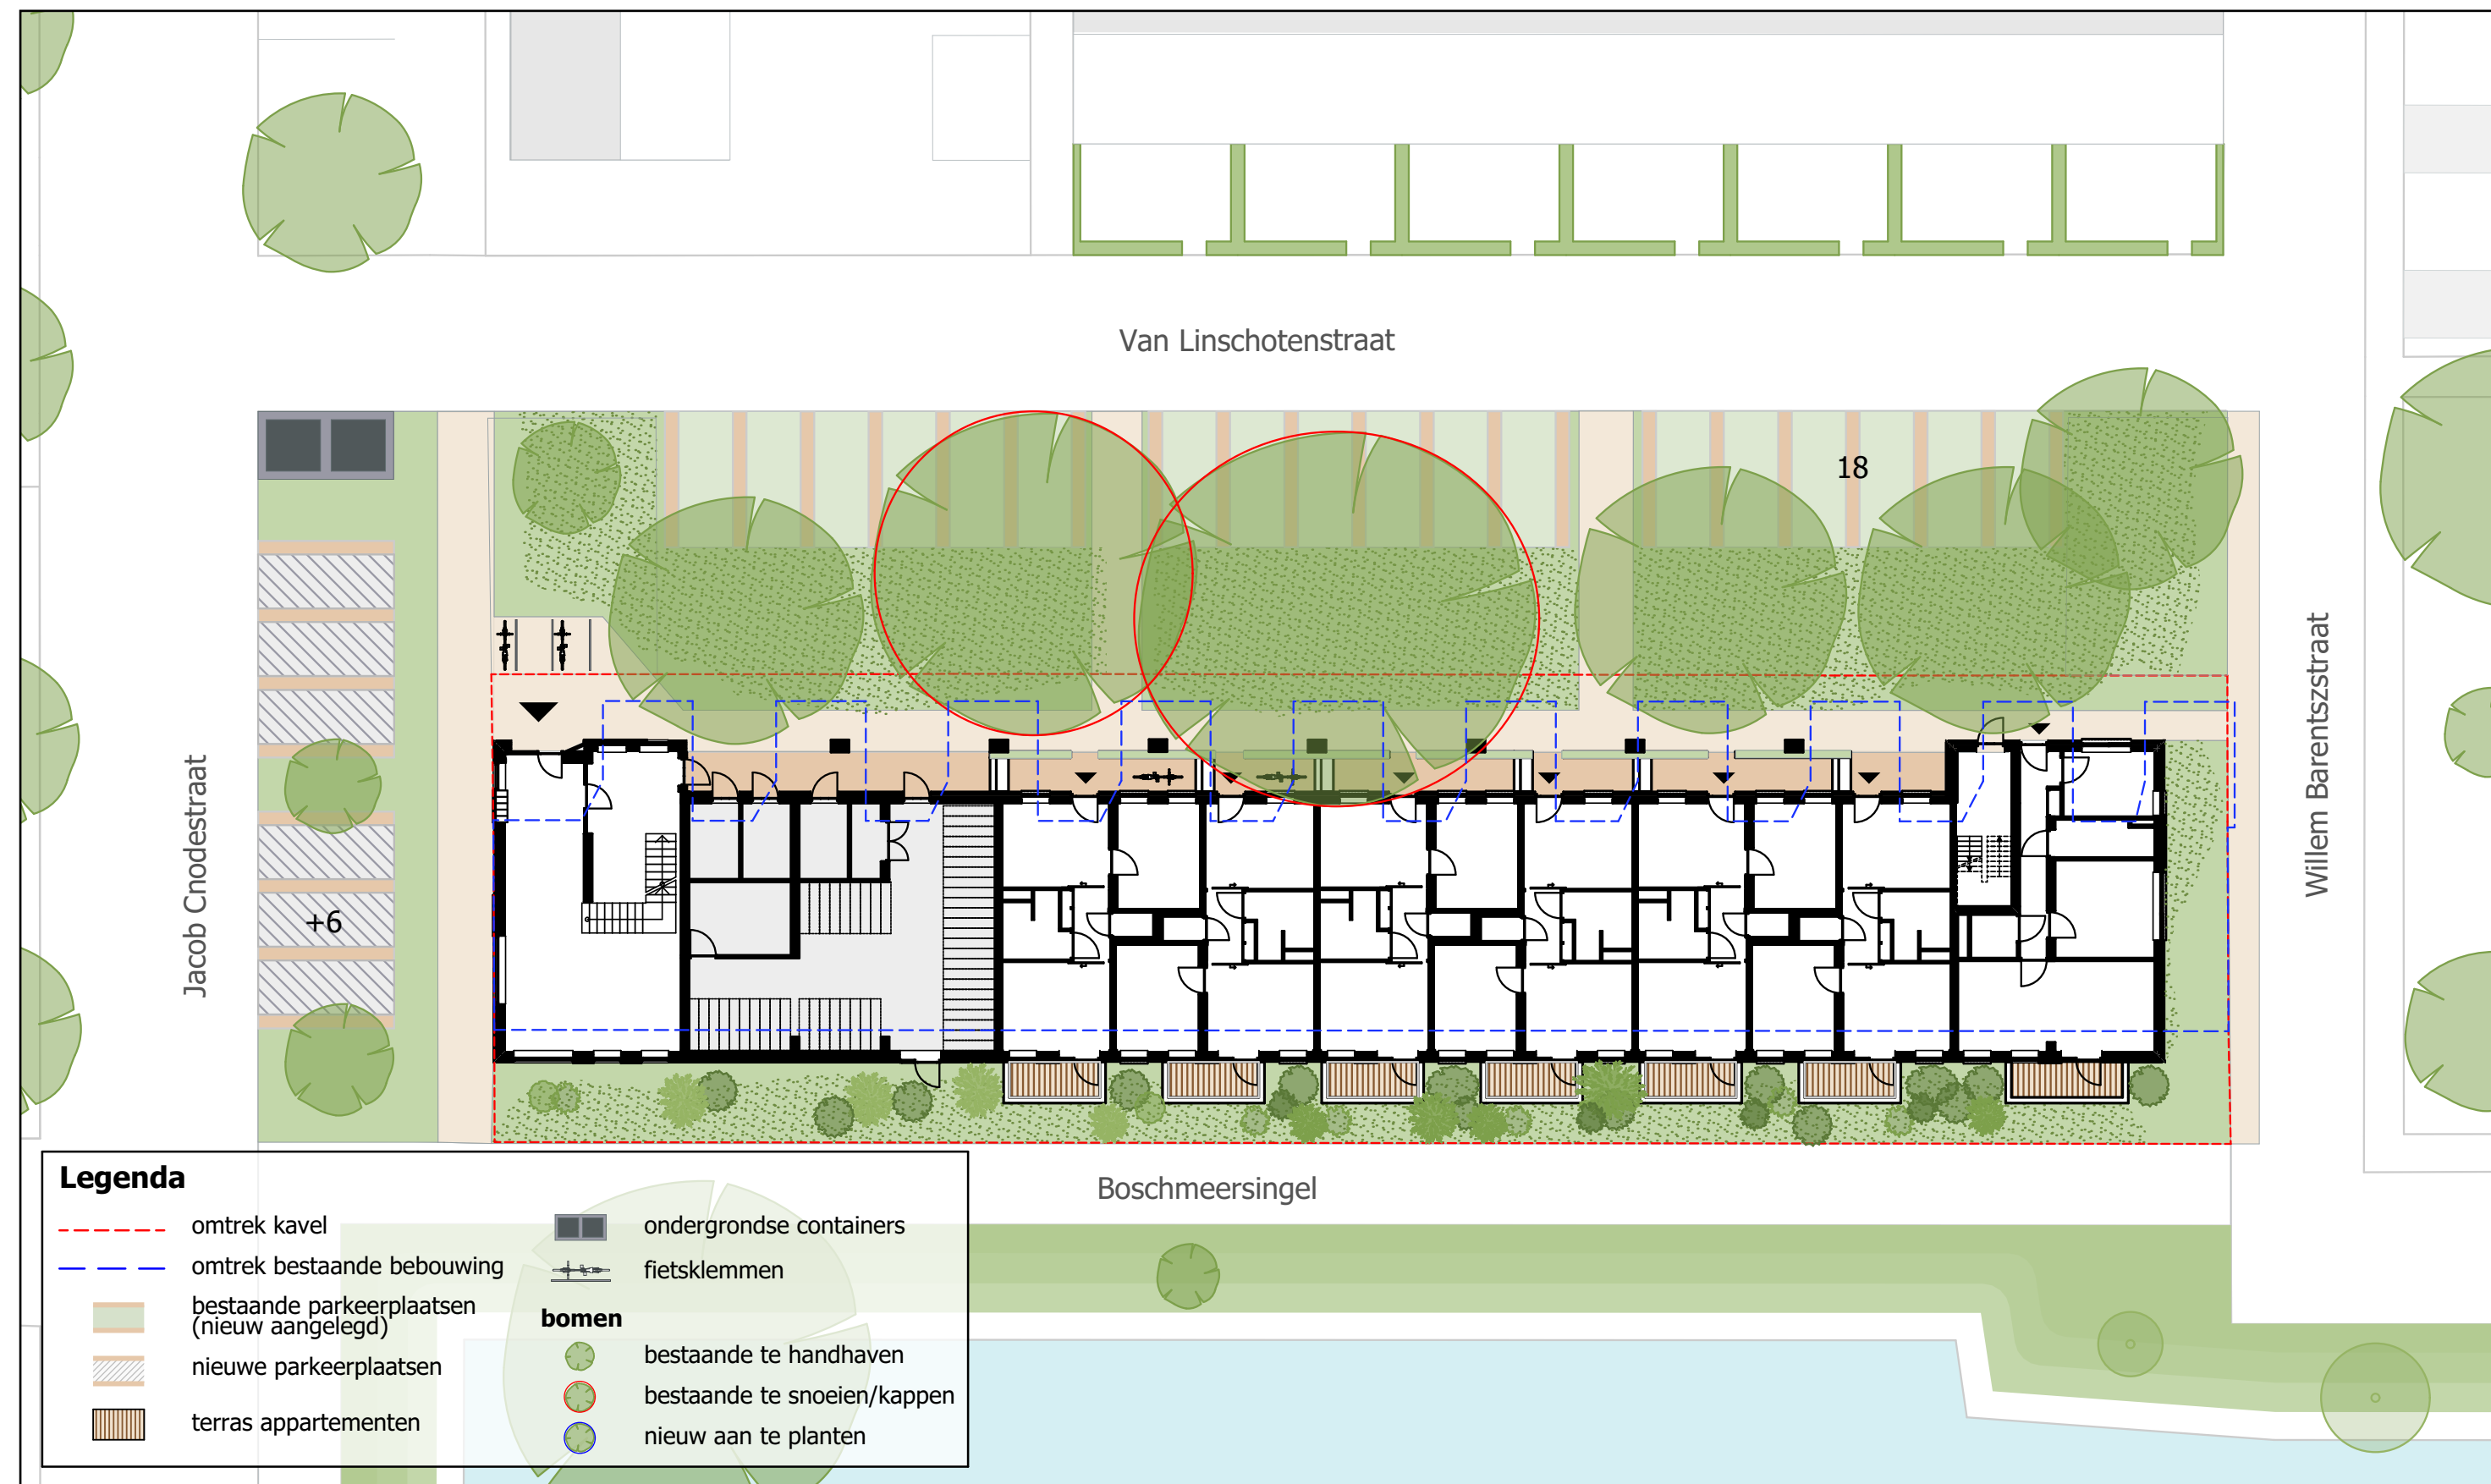 Van Linschotenstraat
18
Jacob Cnodestraat
+6
Willem Barentszstraat
Boschmeersingel
Legenda
omtrek kavel
omtrek bestaande bebouwing
bestaande parkeerplaatsen
(nieuw aangelegd)
nieuwe parkeerplaatsen
terras appartementen
ondergrondse containers
fietsklemmen
bomen
bestaande te handhaven
bestaande te snoeien/kappen
nieuw aan te planten